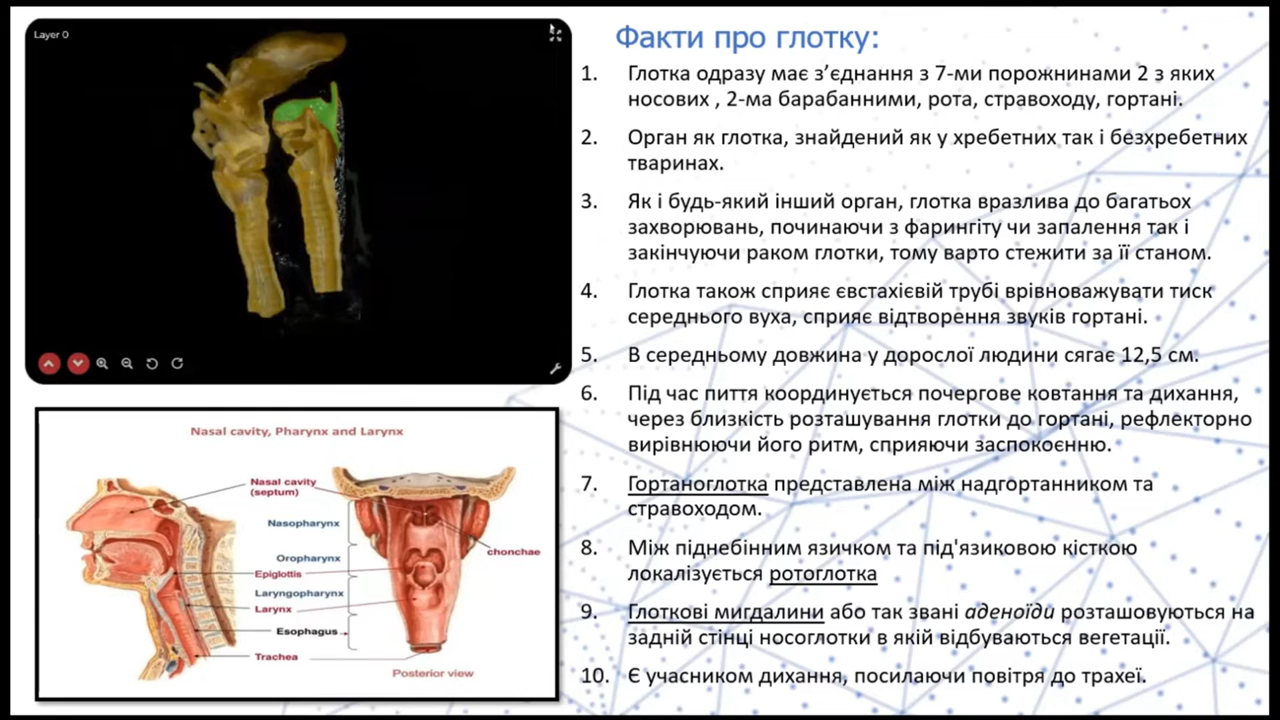 Layer 0
Nasal cavity, Pharynx and Larynx
Nasal cavity
(septum)
Nasopharynx
chonchae
Oropharynx
Epiglottis
Laryngopharynx
Larynx
Esophagus
Trachea
Posterior view
Факти про глотку:
1. Глотка одразу має з’єднання з 7-ми порожнинами 2 з яких
носових , 2-ма барабанними, рота, стравоходу, гортані.
2. Орган як глотка, знайдений як у хребетних так і безхребетних
тваринах.
3. Як і будь-який інший орган, глотка вразлива до багатьох
захворювань, починаючи з фарингіту чи запалення так і
закінчуючи раком глотки, тому варто стежити за її станом.
4. Глотка також сприяє євстахієвій трубі врівноважувати тиск
середнього вуха, сприяє відтворення звуків гортані.
5. В середньому довжина у дорослої людини сягає 12,5 см.
6. Під час пиття координується почергове ковтання та дихання,
через близкість розташування глотки до гортані, рефлекторно
вирівнюючи його ритм, сприяючи заспокоєнню.
7. Гортаноглотка представлена між надгортанником та
стравоходом.
8. Між піднебінним язичком та під'язиковою кісткою
локалізується ротоглотка
9. Глоткові мигдалини або так звані аденоїди розташовуються на
задній стінці носоглотки в якій відбуваються вегетації.
10. Є учасником дихання, посилаючи повітря до трахеї.